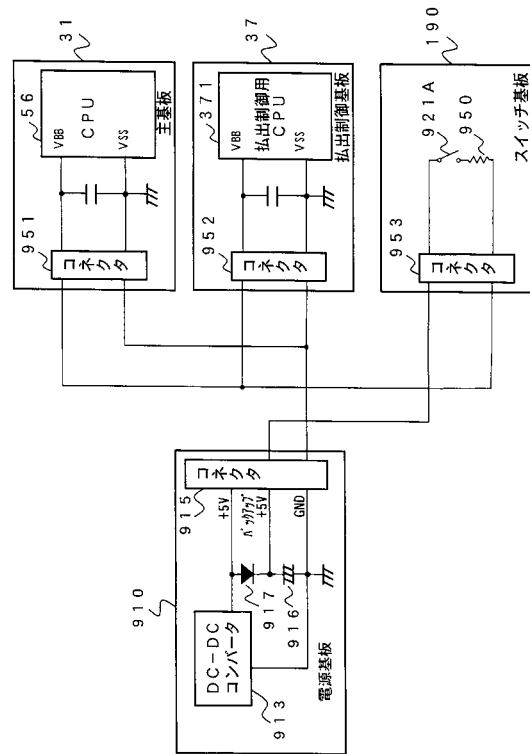 910
電源基板
DC-DC
コンバータ
913
917
916
915
コネクタ
+5V
バックアップ
+5V
GND
951
コネクタ
VBB
VSS
56
CPU
主基板
31
952
コネクタ
VBB
VSS
371
払出制御用
CPU
払出制御基板
37
953
コネクタ
921A
950
スイッチ基板
190